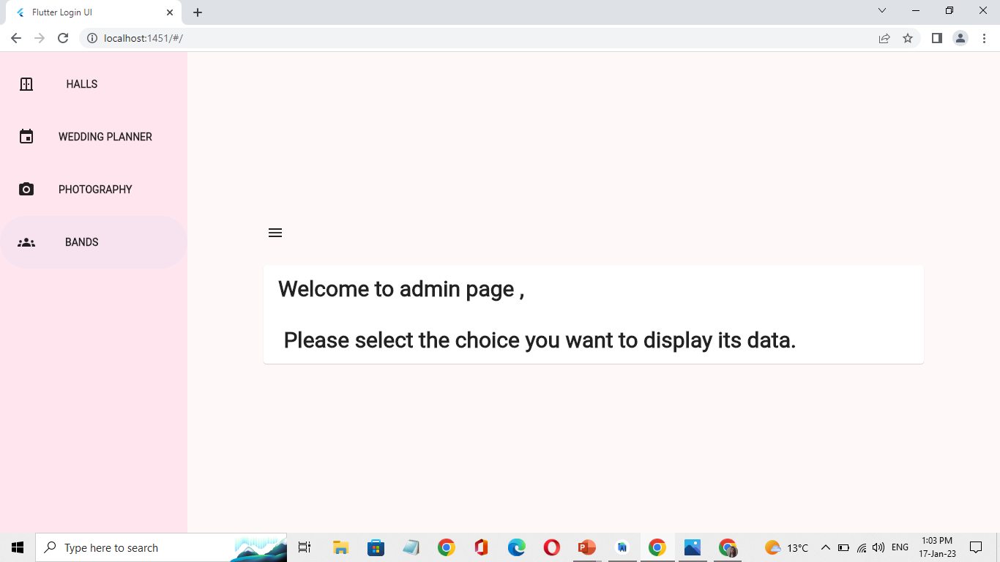 Flutter Login UI
localhost:1451/#/
HALLS
WEDDING PLANNER
PHOTOGRAPHY
BANDS
Welcome to admin page ,
Please select the choice you want to display its data.
Type here to search
13°C
ENG
1:03 PM
17-Jan-23